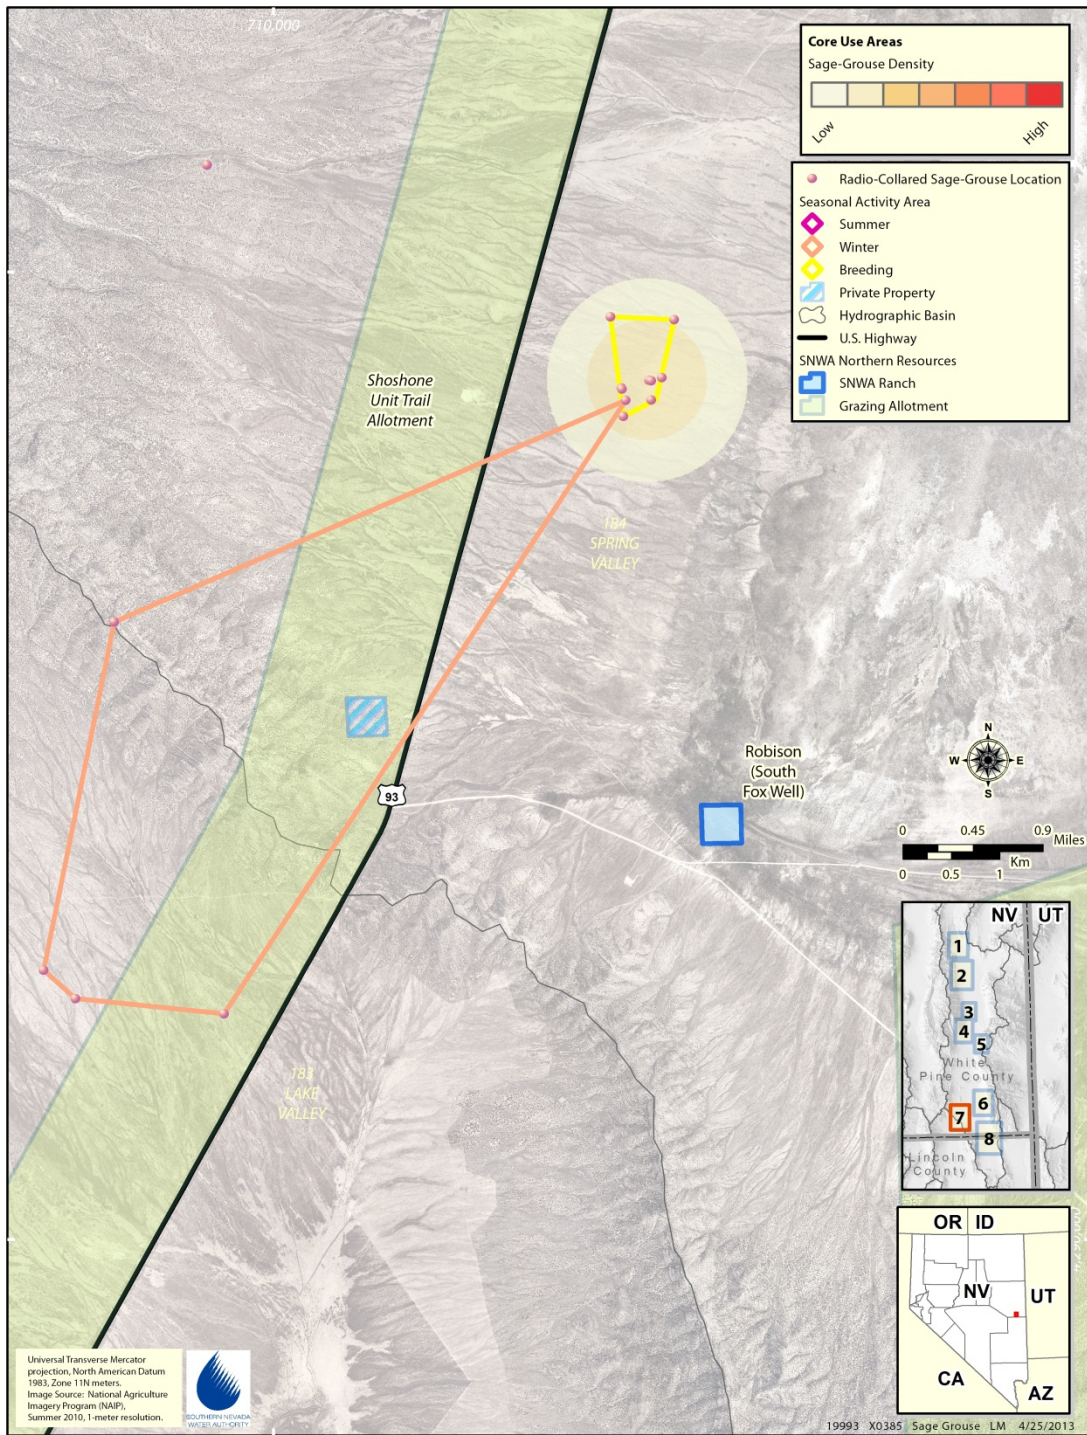 710,000
Core Use Areas
Sage-Grouse Density
Low
High
Radio-Collared Sage-Grouse Location
Seasonal Activity Area
Summer
Winter
Breeding
Private Property
Hydrographic Basin
U.S. Highway
SNWA Northern Resources
SNWA Ranch
Grazing Allotment
Shoshone
Unit Trail
Allotment
184
SPRING
VALLEY
Robison
(South
Fox Well)
93
N
W
E
S
0 0.45 0.9
Miles
Km
0 0.5 1
NV UT
1
2
3
4
5
White
Pine County
6
7
8
Lincoln
County
183
LAKE
VALLEY
OR ID
NV
UT
CA
AZ
Universal Transverse Mercator
projection, North American Datum
1983, Zone 11N meters.
Image Source: National Agriculture
Imagery Program (NAIP),
Summer 2010, 1-meter resolution.
SOUTHERN NEVADA
WATER AUTHORITY
19993 X0385 Sage Grouse LM 4/25/2013